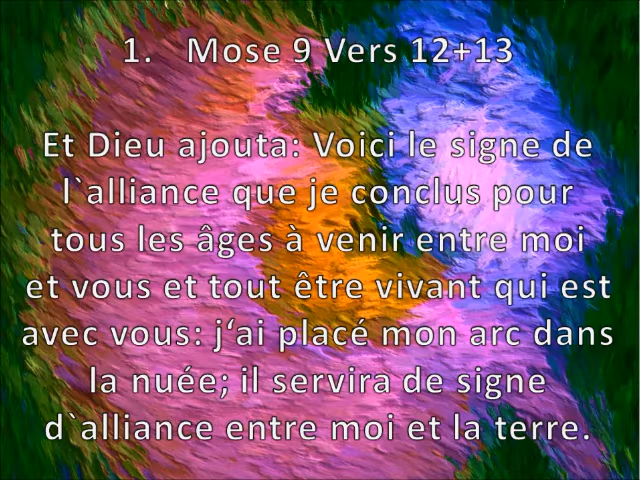 1. Mose 9 Vers 12+13
Et Dieu ajouta: Voici le signe de
l`alliance que je conclus pour
tous les âges à venir entre moi
et vous et tout être vivant qui est
avec vous: j‘ai placé mon arc dans
la nuée; il servira de signe
d`alliance entre moi et la terre.